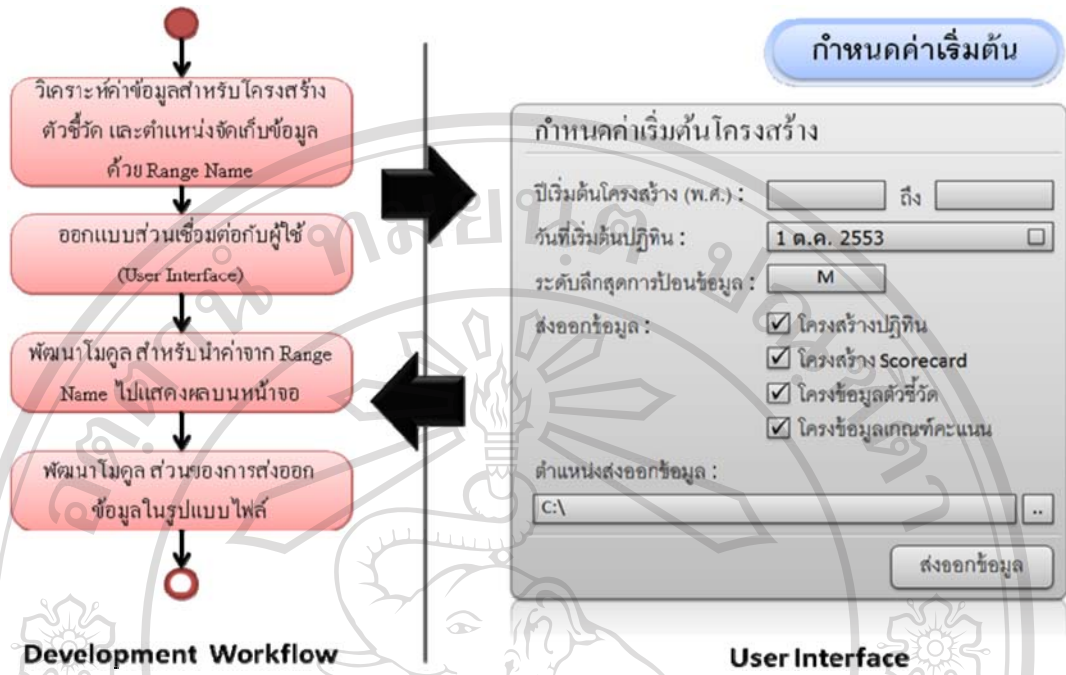 วิเคราะห์ค่าข้อมูลสำหรับโครงสร้าง
ตัวชี้วัด และตำแหน่งจัดเก็บข้อมูล
ด้วย Range Name
ออกแบบส่วนเชื่อมต่อกับผู้ใช้
(User Interface)
พัฒนาโมดูล สำหรับนำค่าจาก Range
Name ไปแสดงผลบนหน้าจอ
พัฒนาโมดูล ส่วนของการส่งออก
ข้อมูลในรูปแบบไฟล์
Development Workflow
กำหนดค่าเริ่มต้น
กำหนดค่าเริ่มต้นโครงสร้าง
ปีเริ่มต้นโครงสร้าง (พ.ศ.) : ถึง
วันที่เริ่มต้นปฏิทิน : 1 ต.ค. 2553
ระดับลึกสุดการป้อนข้อมูล : M
ส่งออกข้อมูล : โครงสร้างปฏิทิน
โครงสร้าง Scorecard
โครงข้อมูลตัวชี้วัด
โครงข้อมูลเกณฑ์คะแนน
ตำแหน่งส่งออกข้อมูล :
C:\ ..
ส่งออกข้อมูล
User Interface